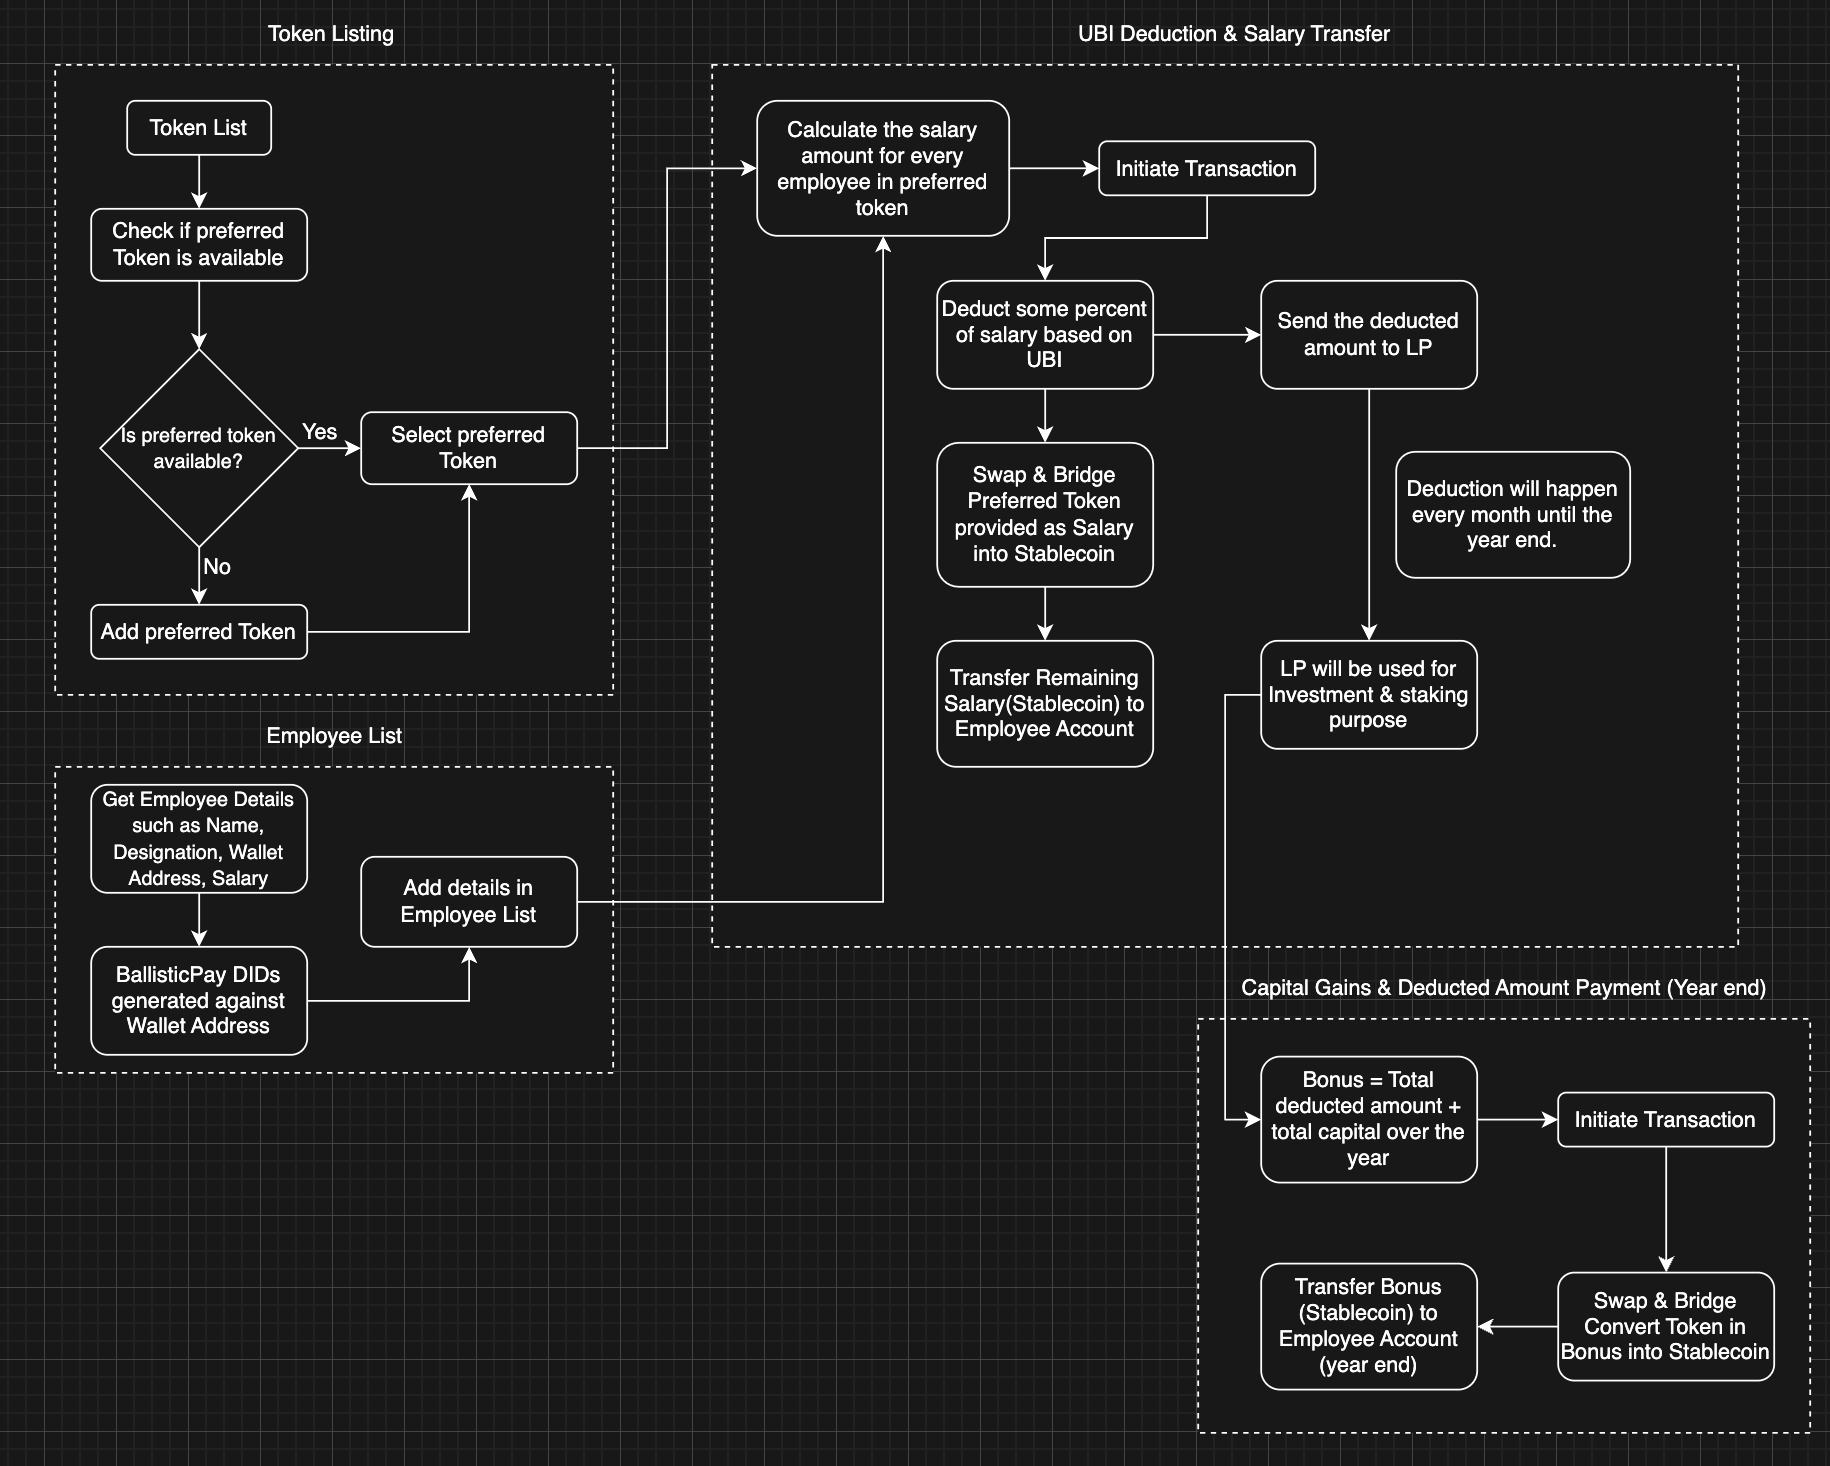 Token Listing
Token List
Check if preferred
Token is available
Is preferred token
available?
Yes
Select preferred
Token
No
Add preferred Token
Employee List
Get Employee Details
such as Name,
Designation, Wallet
Address, Salary
BallisticPay DIDs
generated against
Wallet Address
Add details in
Employee List
UBI Deduction & Salary Transfer
Calculate the salary
amount for every
employee in preferred
token
Initiate Transaction
Deduct some percent
of salary based on
UBI
Send the deducted
amount to LP
Swap & Bridge
Preferred Token
provided as Salary
into Stablecoin
Deduction will happen
every month until the
year end.
Transfer Remaining
Salary(Stablecoin) to
Employee Account
LP will be used for
Investment & staking
purpose
Capital Gains & Deducted Amount Payment (Year end)
Bonus = Total
deducted amount +
total capital over the
year
Initiate Transaction
Swap & Bridge
Convert Token in
Bonus into Stablecoin
Transfer Bonus
(Stablecoin) to
Employee Account
(year end)